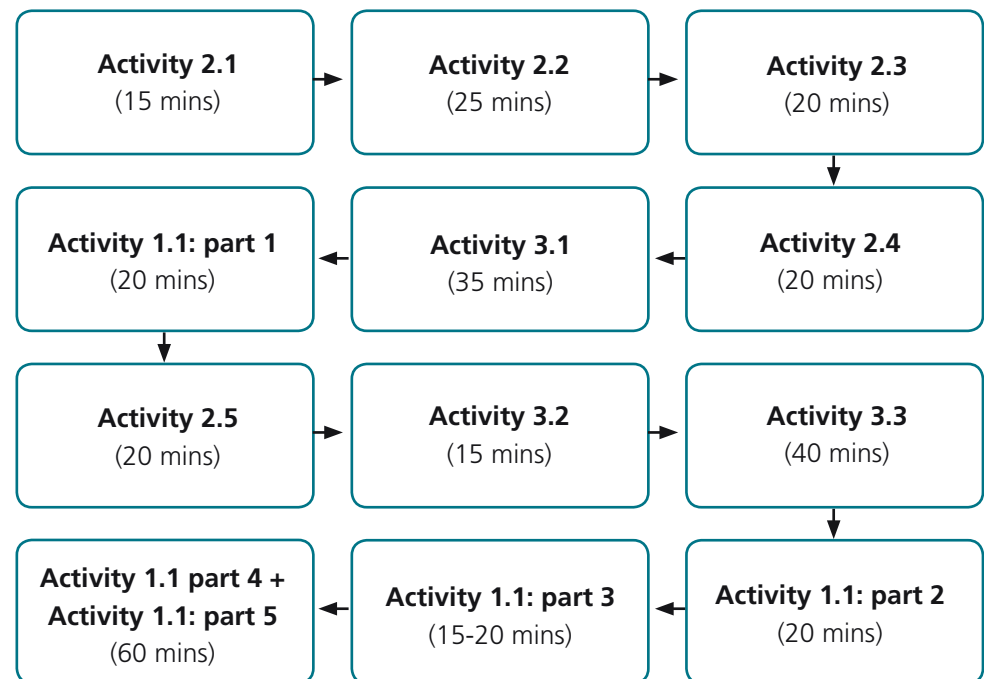 Activity 2.1
(15 mins)
Activity 2.2
(25 mins)
Activity 2.3
(20 mins)
Activity 2.4
(20 mins)
Activity 3.1
(35 mins)
Activity 1.1: part 1
(20 mins)
Activity 2.5
(20 mins)
Activity 3.2
(15 mins)
Activity 3.3
(40 mins)
Activity 1.1: part 2
(20 mins)
Activity 1.1: part 3
(15-20 mins)
Activity 1.1 part 4 +
Activity 1.1: part 5
(60 mins)